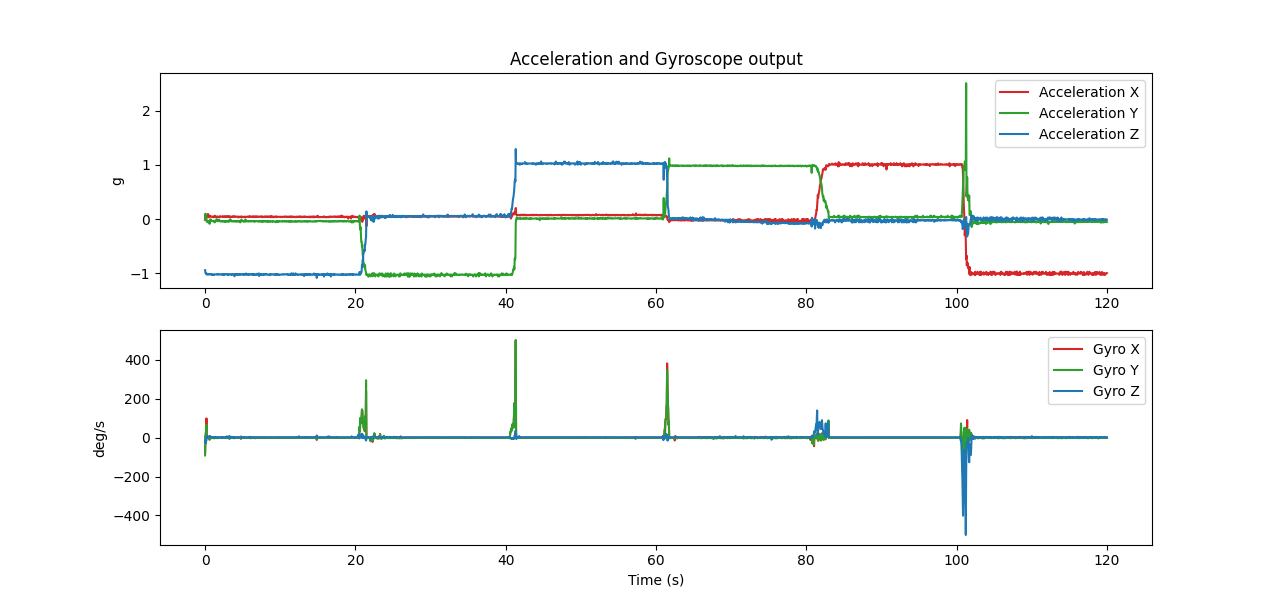 Acceleration and Gyroscope output
g
2
1
0
−1
Acceleration X
Acceleration Y
Acceleration Z
0 20 40 60 80 100 120
deg/s
400
200
0
−200
−400
Gyro X
Gyro Y
Gyro Z
0 20 40 60 80 100 120
Time (s)